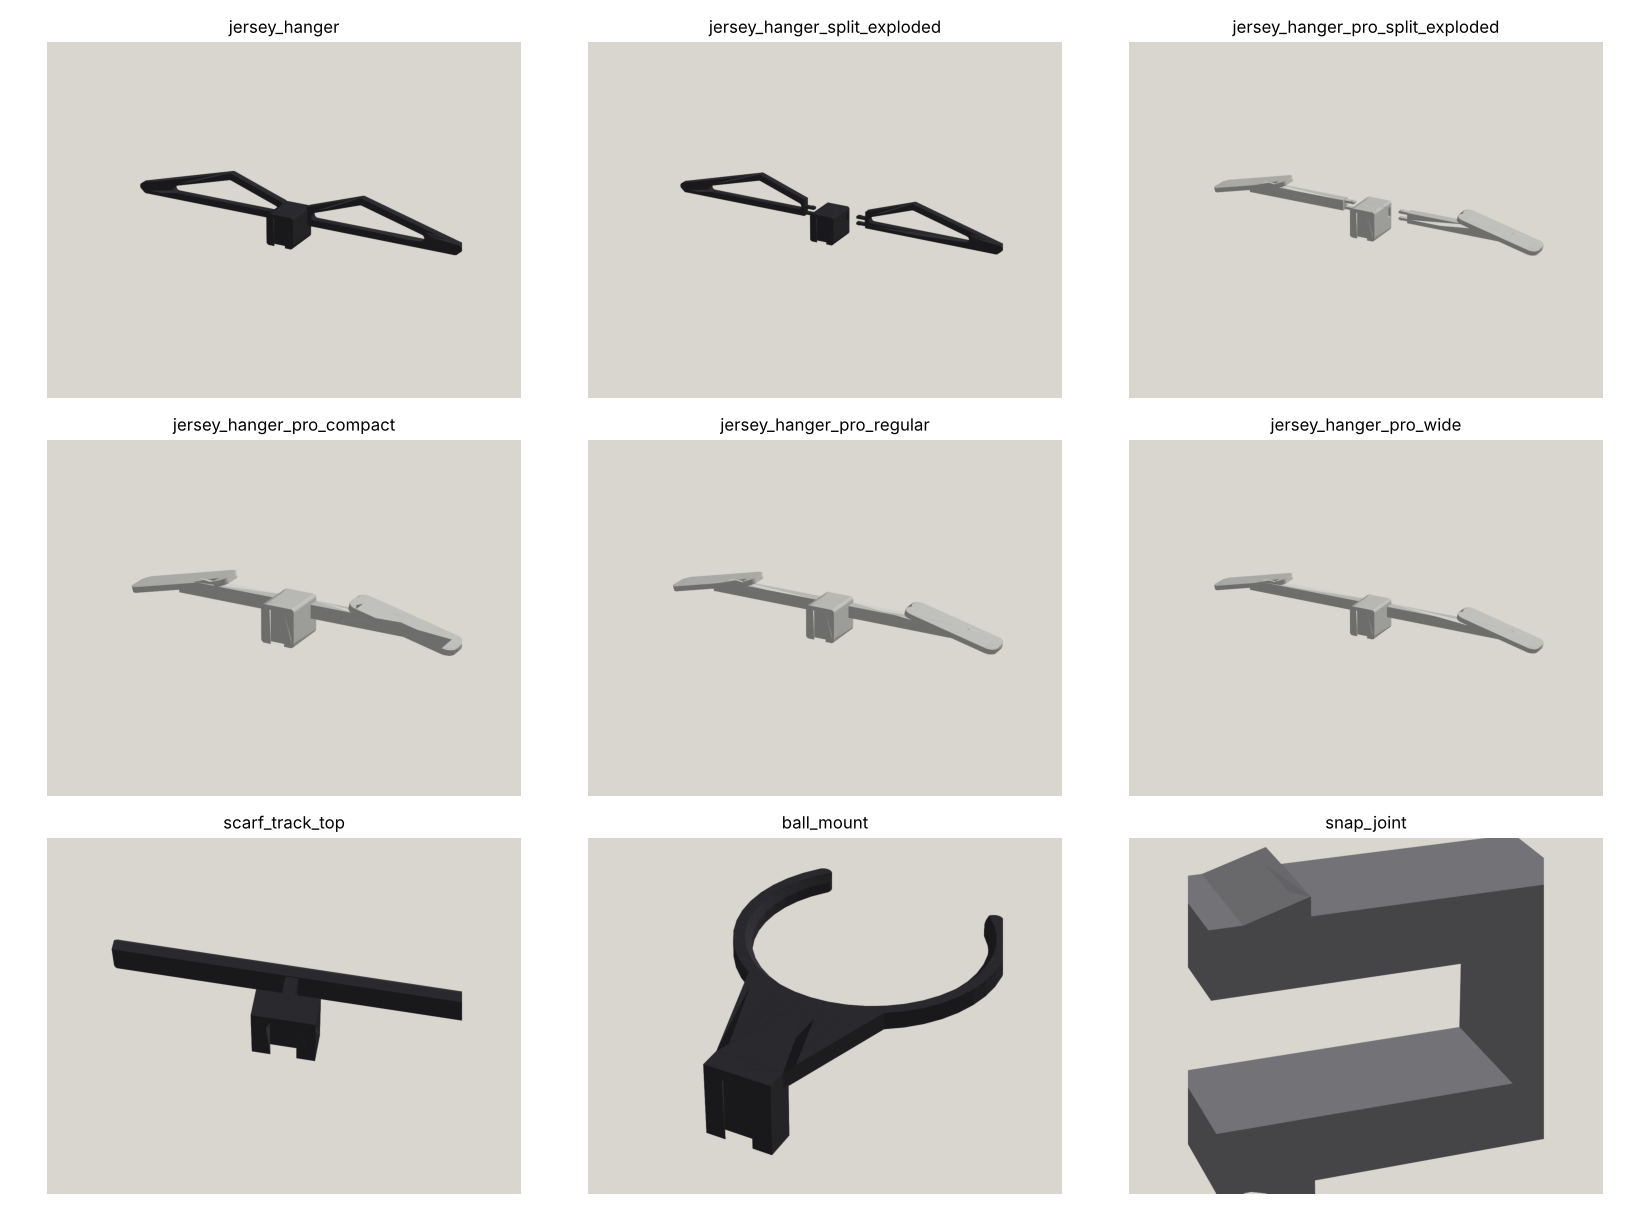 jersey_hanger
jersey_hanger_split_exploded
jersey_hanger_pro_split_exploded
jersey_hanger_pro_compact
jersey_hanger_pro_regular
jersey_hanger_pro_wide
scarf_track_top
ball_mount
snap_joint